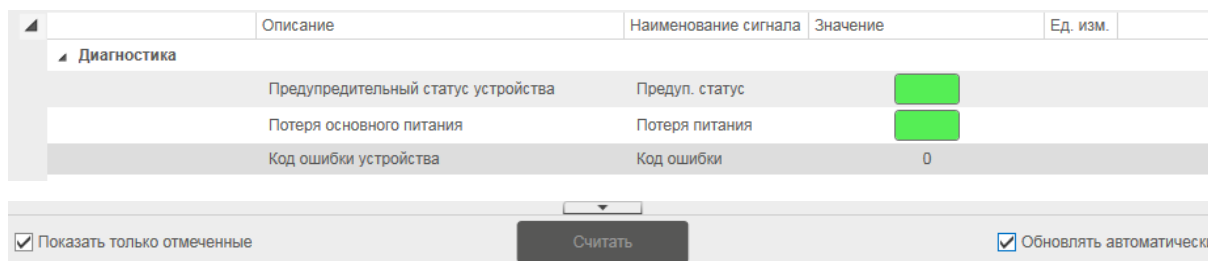 Описание Наименование сигнала Значение Ед. изм.
Диагностика
Предупредительный статус устройства Предуп. статус
Потеря основного питания Потеря питания
Код ошибки устройства Код ошибки 0
Показать только отмеченные Считать Обновлять автоматически